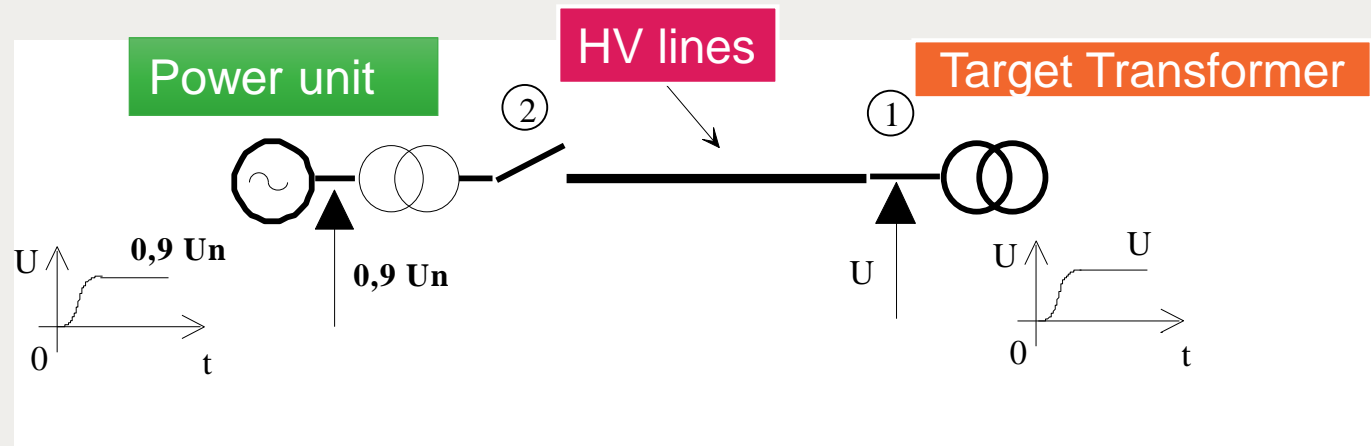 HV lines
Power unit
Target Transformer
2
1
0,9 Un
U
0,9 Un
U
U
U
0
t
0
t